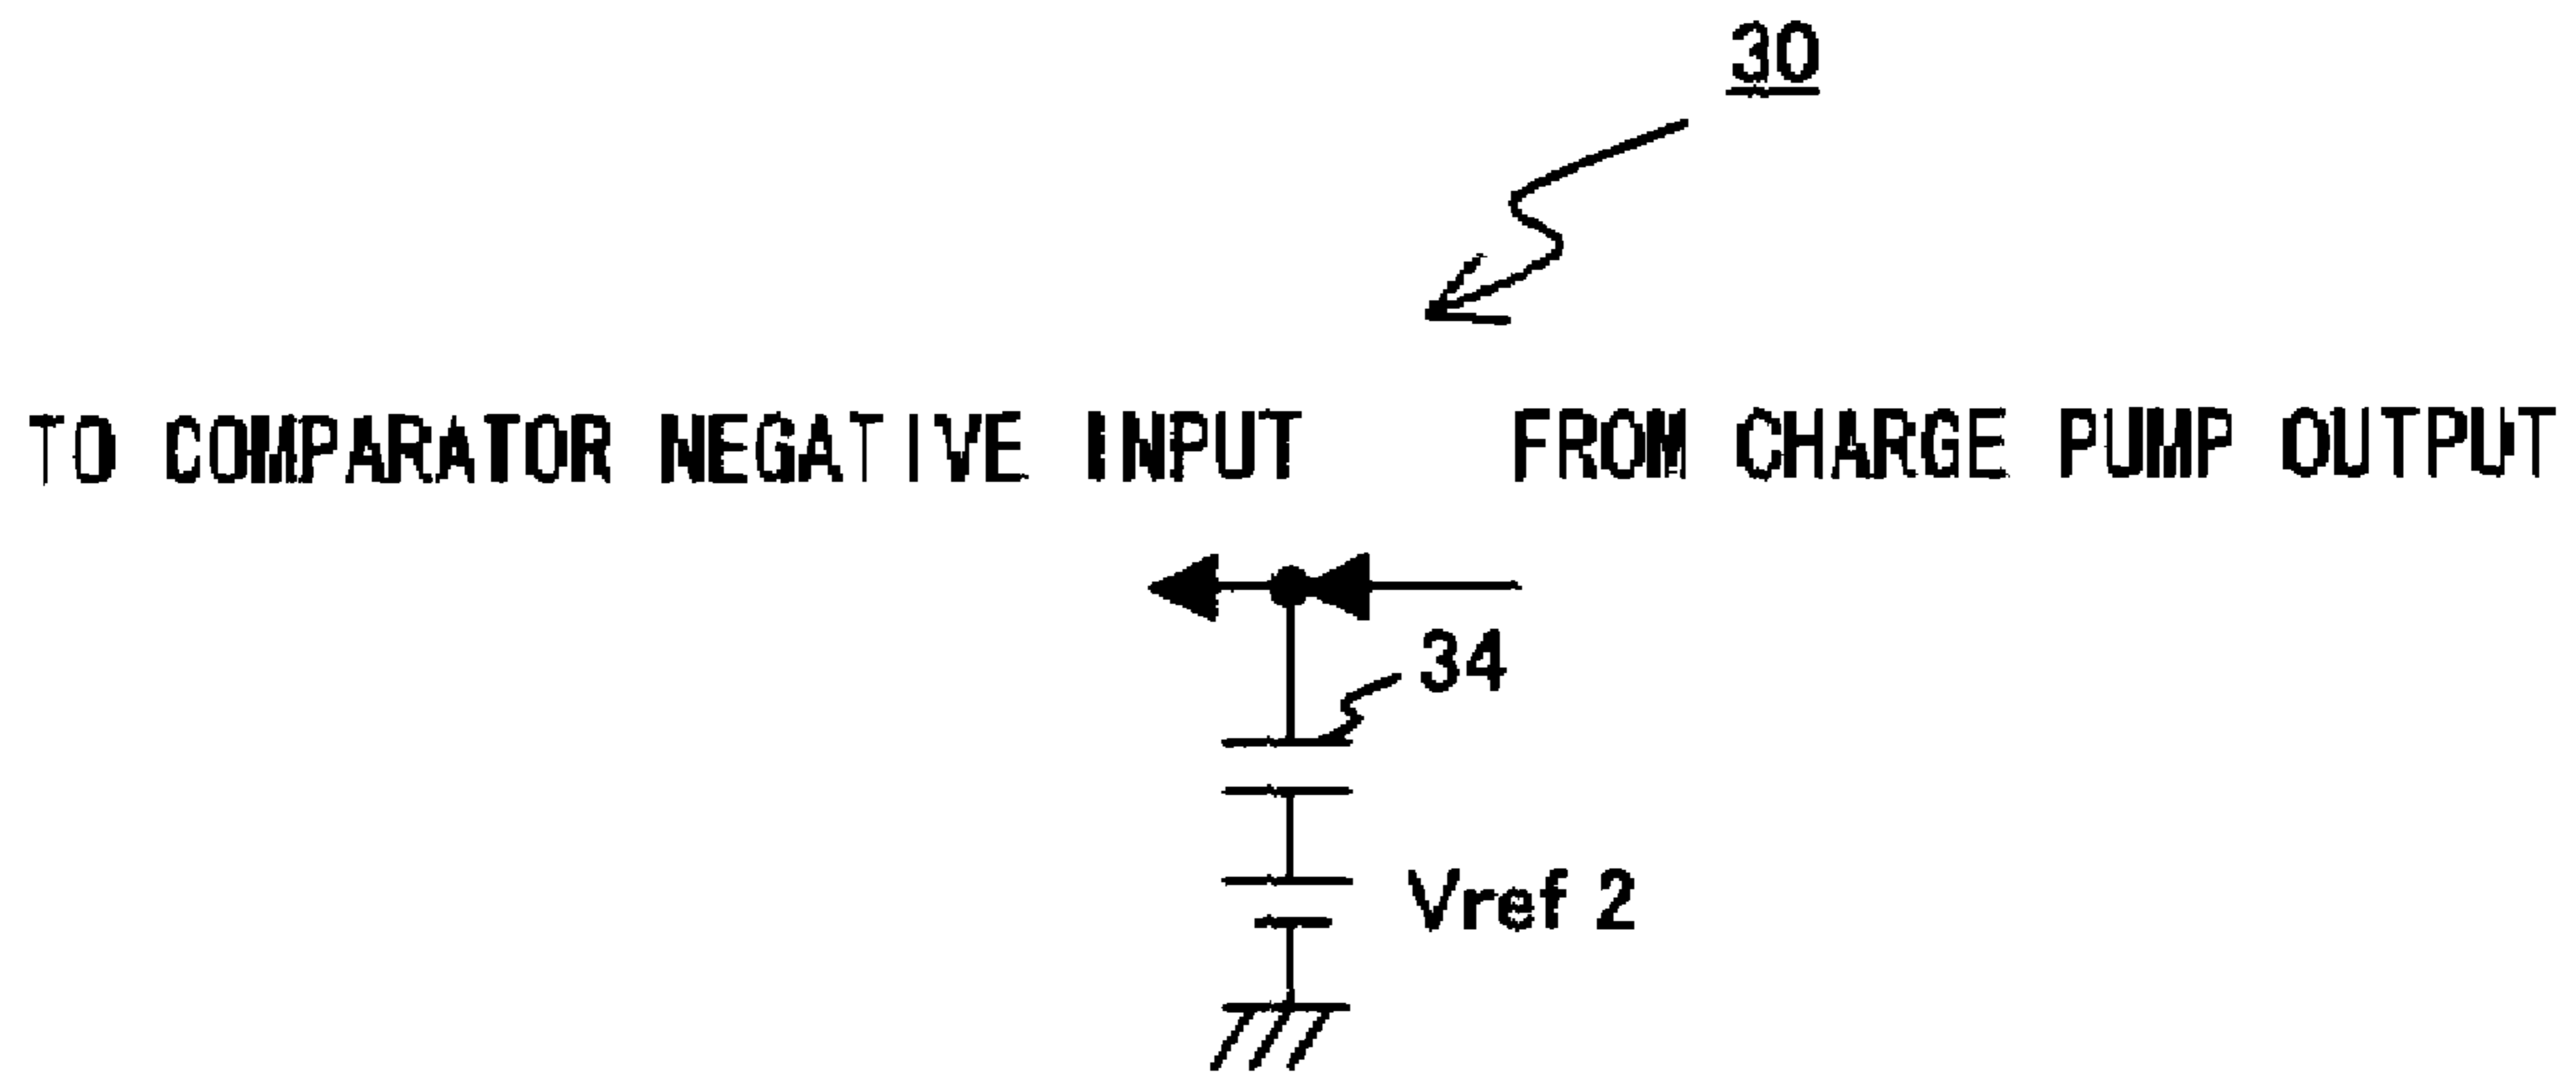 30
TO COMPARATOR NEGATIVE INPUT
FROM CHARGE PUMP OUTPUT
34
Vref 2